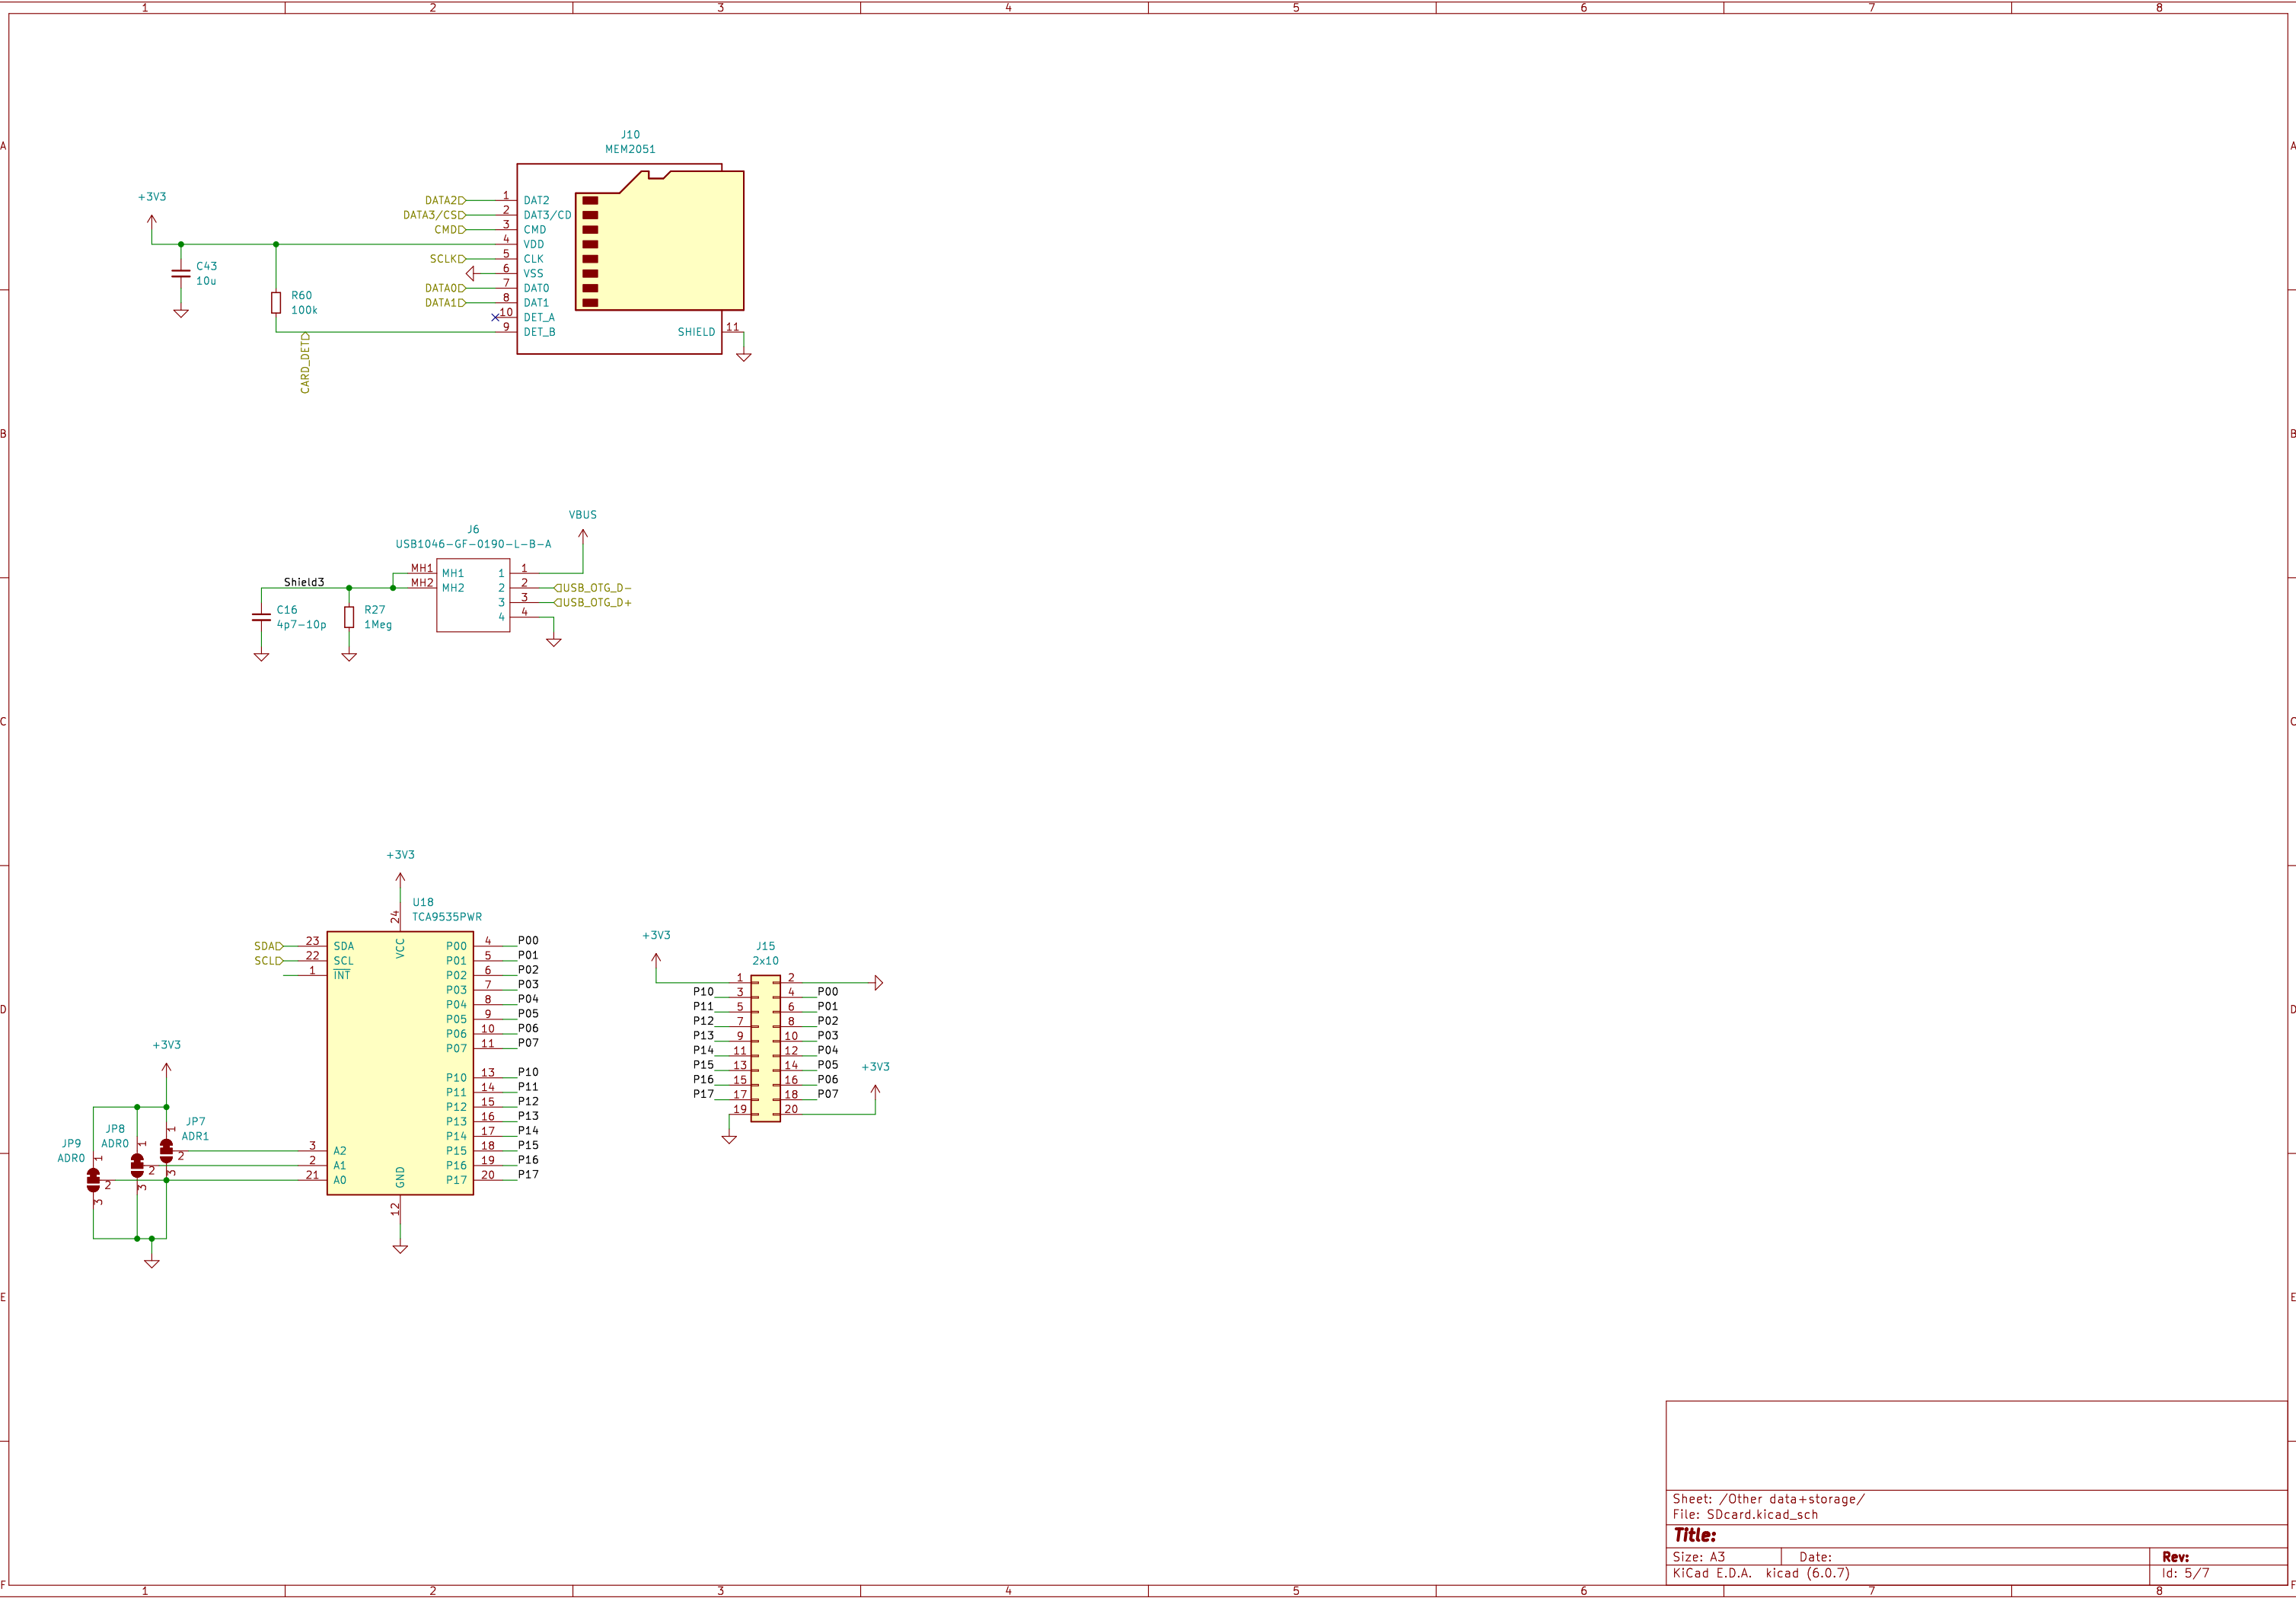 1 2 3 4 5 6 7 8
A A
B B
C C
D D
E E
F F
J10
MEM2051
+3V3
DATA2 1 DAT2
DATA3/CS 2 DAT3/CD
CMD 3 CMD
4 VDD
SCLK 5 CLK
6 VSS
DATA0 7 DAT0
DATA1 8 DAT1
10 DET_A
9 DET_B
SHIELD 11
C43
10u
R60
100k
CARD_DET
VBUS
J6
USB1046-GF-0190-L-B-A
MH1 MH1 1 1
MH2 MH2 2 2 USB_OTG_D-
3 3 USB_OTG_D+
4 4
Shield3
C16
4p7-10p
R27
1Meg
+3V3
U18
TCA9535PWR
24
VCC
SDA 23 SDA
SCL 22 SCL
1 INT
P00 4 P00
P01 5 P01
P02 6 P02
P03 7 P03
P04 8 P04
P05 9 P05
P06 10 P06
P07 11 P07
P10 13 P10
P11 14 P11
P12 15 P12
P13 16 P13
P14 17 P14
P15 18 P15
P16 19 P16
P17 20 P17
3 A2
2 A1
21 A0
GND
12
+3V3
JP7
ADR1
1
2
3
JP8
ADR0
1
2
3
JP9
ADR0
1
2
3
+3V3
J15
2x10
1 2
P10 3 4 P00
P11 5 6 P01
P12 7 8 P02
P13 9 10 P03
P14 11 12 P04
P15 13 14 P05
P16 15 16 P06
P17 17 18 P07
19 20
+3V3
Sheet: /Other data+storage/
File: SDcard.kicad_sch
Title:
Size: A3 Date: Rev:
KiCad E.D.A. kicad (6.0.7) Id: 5/7
1 2 3 4 5 6 7 8